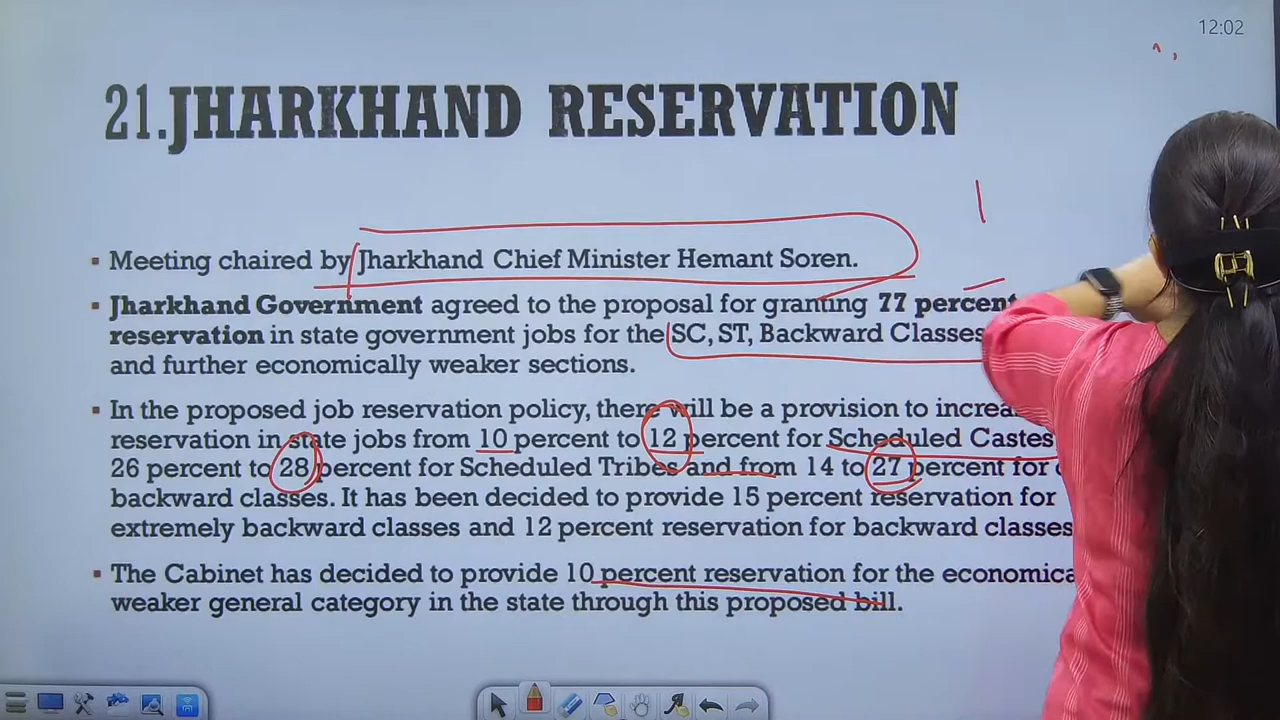 12:02
21.JHARKHAND RESERVATION
▪ Meeting chaired by Jharkhand Chief Minister Hemant Soren.
▪ Jharkhand Government agreed to the proposal for granting 77 percent
reservation in state government jobs for the SC, ST, Backward Classes
and further economically weaker sections.
▪ In the proposed job reservation policy, there will be a provision to
reservation in state jobs from 10 percent to 12 percent for Scheduled Castes
26 percent to 28 percent for Scheduled Tribes and from 14 to 27 percent for
backward classes. It has been decided to provide 15 percent reservation for
extremely backward classes and 12 percent reservation for backward classes
▪ The Cabinet has decided to provide 10 percent reservation for the
weaker general category in the state through this proposed bill.